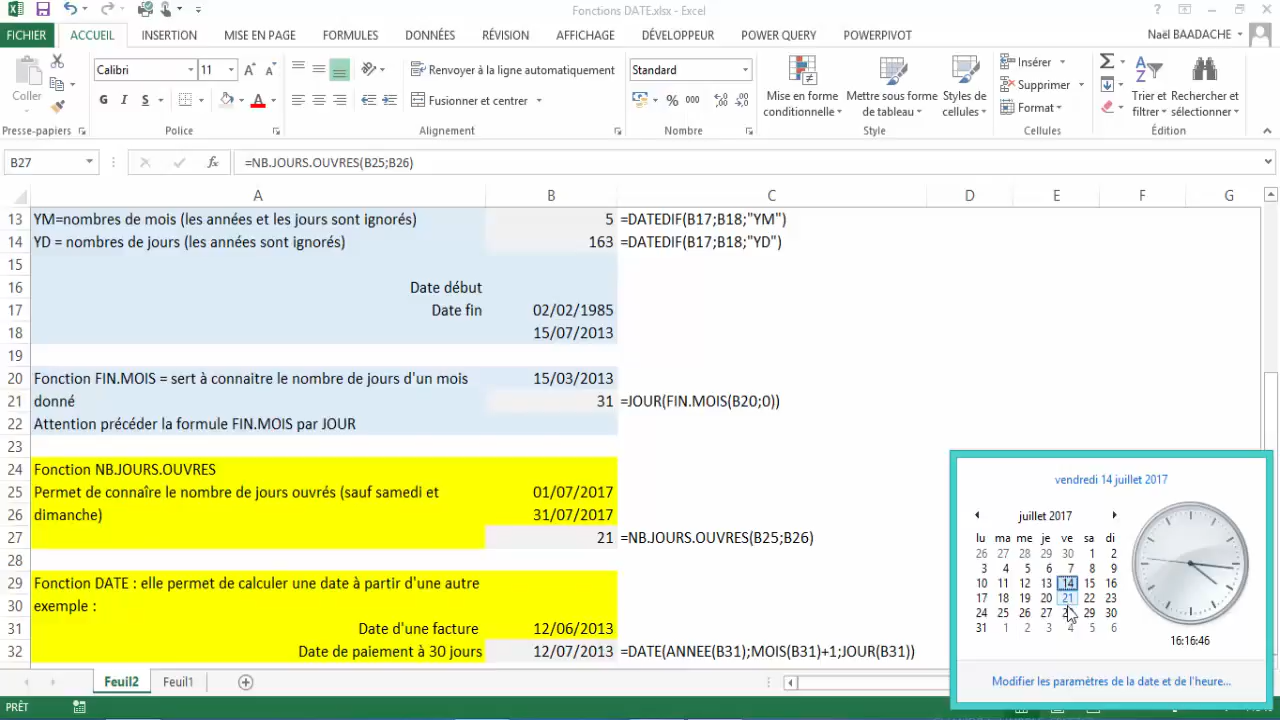 Fonctions DATE.xlsx - Excel
FICHIER ACCUEIL INSERTION MISE EN PAGE FORMULES DONNÉES RÉVISION AFFICHAGE DÉVELOPPEUR POWER QUERY POWERPIVOT Naël BAADACHE
Coller
Presse-papiers
Calibri 11
G I S
Police
Renvoyer à la ligne automatiquement
Fusionner et centrer
Alignement
Standard
% 000
Nombre
Mise en forme conditionnelle
Mettre sous forme de tableau
Styles de cellules
Style
Insérer
Supprimer
Format
Cellules
Trier et filtrer
Rechercher et sélectionner
Édition
B27 fx =NB.JOURS.OUVRES(B25;B26)
A B C D E F G
13 YM=nombres de mois (les années et les jours sont ignorés) 5 =DATEDIF(B17;B18;"YM")
14 YD = nombres de jours (les années sont ignorés) 163 =DATEDIF(B17;B18;"YD")
15
16 Date début
17 Date fin 02/02/1985
18 15/07/2013
19
20 Fonction FIN.MOIS = sert à connaitre le nombre de jours d'un mois 15/03/2013
21 donné 31 =JOUR(FIN.MOIS(B20;0))
22 Attention précéder la formule FIN.MOIS par JOUR
23
24 Fonction NB.JOURS.OUVRES
25 Permet de connaîre le nombre de jours ouvrés (sauf samedi et 01/07/2017
26 dimanche) 31/07/2017
27 21 =NB.JOURS.OUVRES(B25;B26)
28
29 Fonction DATE : elle permet de calculer une date à partir d'une autre
30 exemple :
31 Date d'une facture 12/06/2013
32 Date de paiement à 30 jours 12/07/2013 =DATE(ANNEE(B31);MOIS(B31)+1;JOUR(B31))
vendredi 14 juillet 2017
juillet 2017
lu ma me je ve sa di
26 27 28 29 30 1 2
3 4 5 6 7 8 9
10 11 12 13 14 15 16
17 18 19 20 21 22 23
24 25 26 27 29 30
31 1 2 3 4 5 6
16:16:46
Modifier les paramètres de la date et de l'heure...
Feuil2 Feuil1
PRÊT